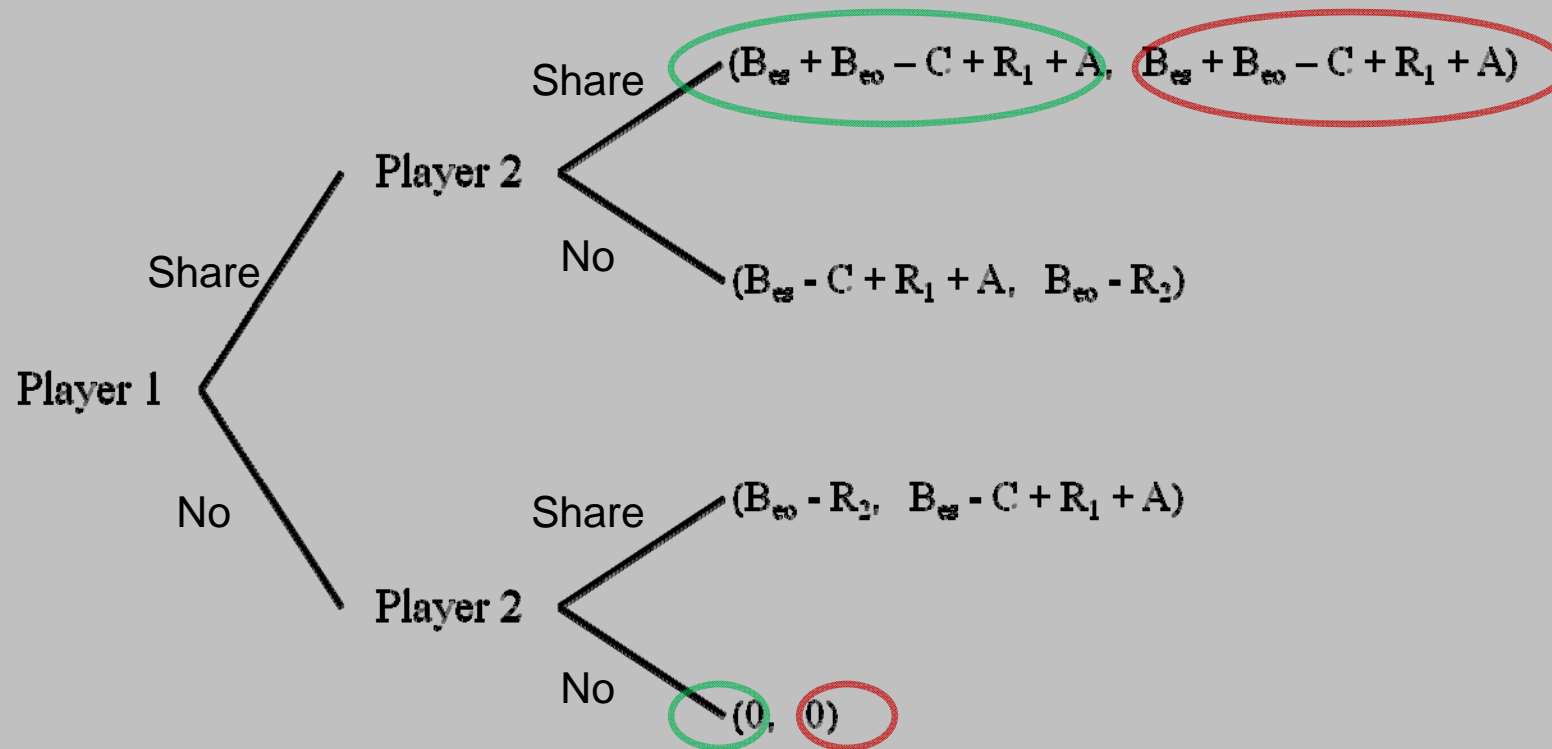 Share (B_es + B_eo – C + R_1 + A, B_es + B_eo – C + R_1 + A)
Player 2
Share
No (B_es - C + R_1 + A, B_eo - R_2)
Player 1
No
Share (B_eo - R_2, B_es - C + R_1 + A)
Player 2
No (0, 0)